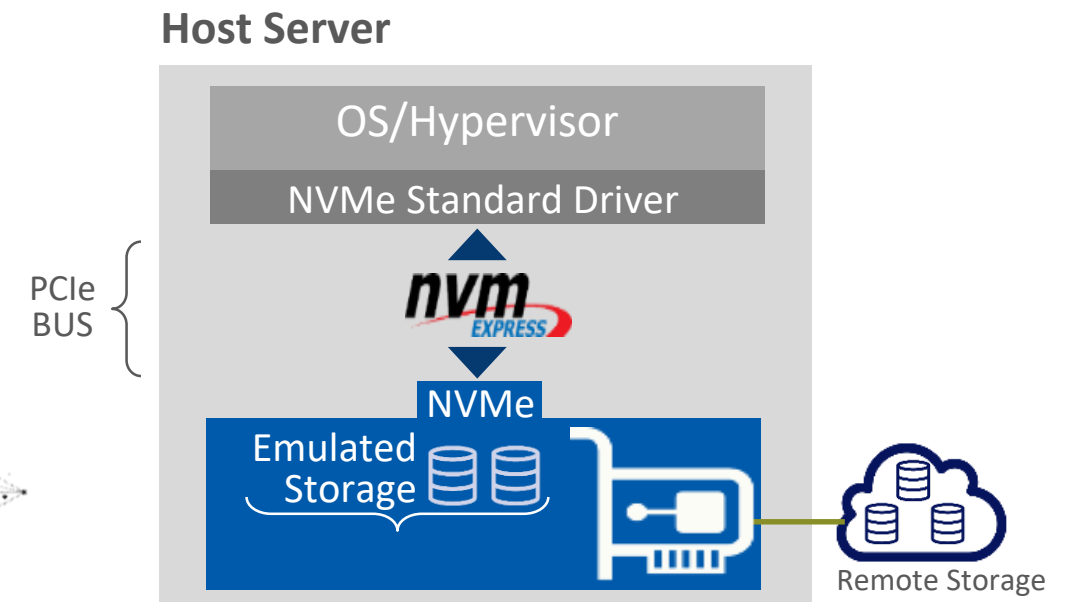 Host Server
OS/Hypervisor
NVMe Standard Driver
PCIe
BUS
nvm
EXPRESS
NVMe
Emulated
Storage
Remote Storage